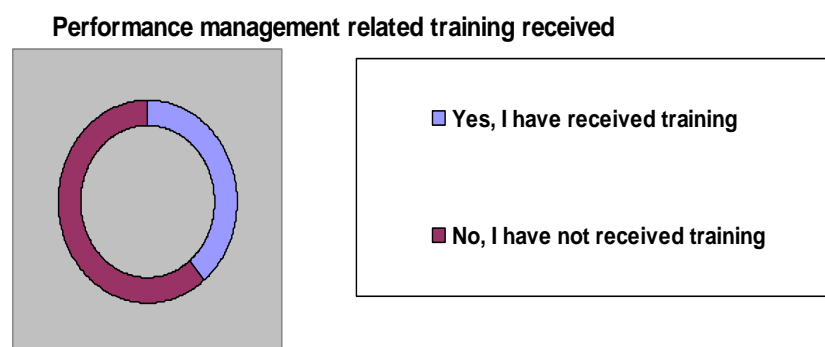 Performance management related training received
Yes, I have received training
No, I have not received training